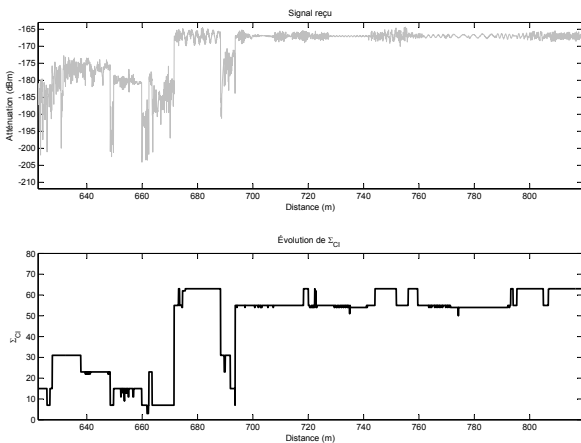 Signal reçu
Atténuation (dBm)
-165
-170
-175
-180
-185
-190
-195
-200
-205
-210
640 660 680 700 720 740 760 780 800
Distance (m)
Évolution de Σ_CI
Σ_CI
80
70
60
50
40
30
20
10
0
640 660 680 700 720 740 760 780 800
Distance (m)